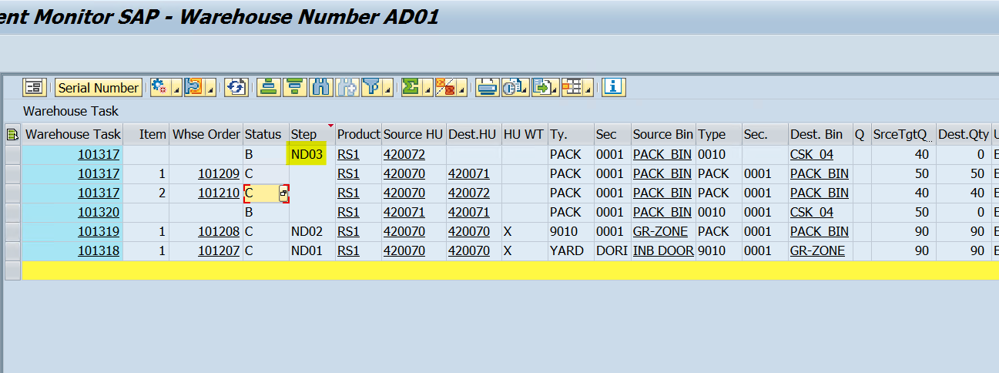 ent Monitor SAP - Warehouse Number AD01
Serial Number
Warehouse Task
Warehouse Task Item Whse Order Status Step Product Source HU Dest.HU HU WT Ty. Sec Source Bin Type Sec. Dest. Bin Q SrceTgtQ... Dest.Qty U
101317 B ND03 RS1 420072 PACK 0001 PACK_BIN 0010 CSK_04 40 0 E
101317 1 101209 C RS1 420070 420071 PACK 0001 PACK_BIN PACK 0001 PACK_BIN 50 50 E
101317 2 101210 C RS1 420070 420072 PACK 0001 PACK_BIN PACK 0001 PACK_BIN 40 40 E
101320 B RS1 420071 PACK 0001 PACK_BIN 0010 0001 CSK_04 50 0 E
101319 1 101208 C ND02 RS1 420070 420070 X 9010 0001 GR-ZONE PACK 0001 PACK_BIN 90 90 E
101318 1 101207 C ND01 RS1 420070 420070 X YARD DORI INB_DOOR 9010 0001 GR-ZONE 90 90 E